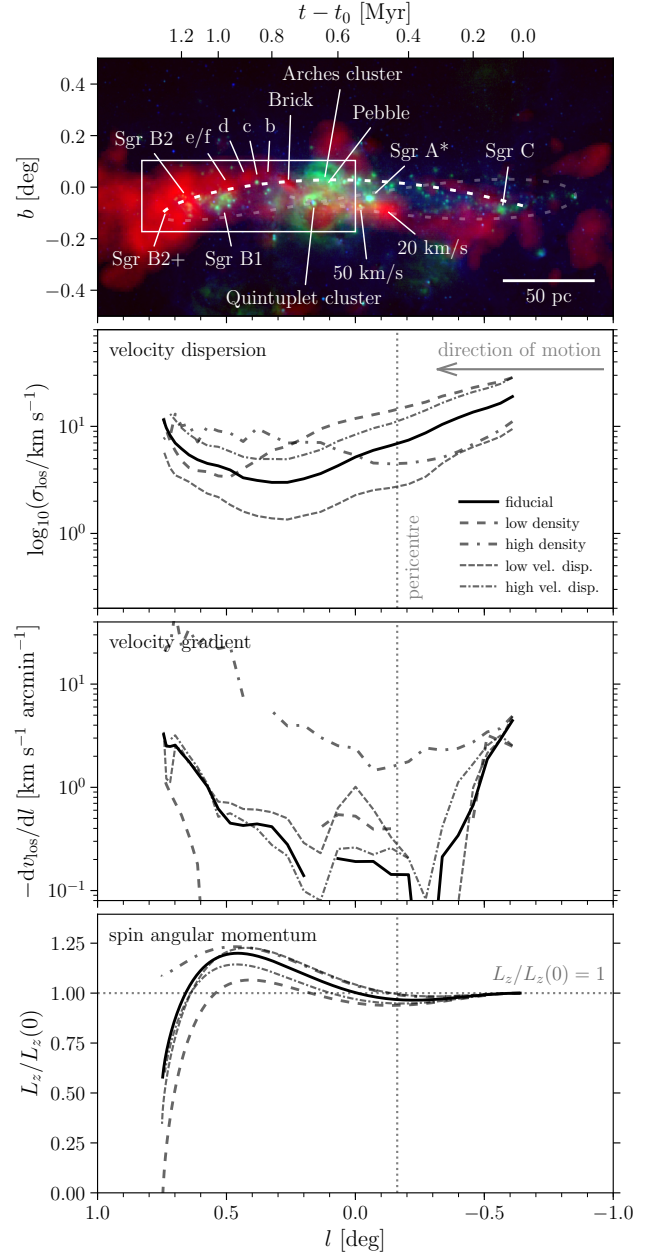 t − t₀ [Myr]
1.2 1.0 0.8 0.6 0.4 0.2 0.0
b [deg]
0.4
0.2
0.0
−0.2
−0.4
Arches cluster
Brick
Pebble
Sgr B2
e/f
d
c
b
Sgr A*
Sgr C
Sgr B2+
Sgr B1
50 km/s
20 km/s
Quintuplet cluster
50 pc
velocity dispersion
direction of motion
log₁₀(σₗₒₛ/km s⁻¹)
10¹
10⁰
pericentre
fiducial
low density
high density
low vel. disp.
high vel. disp.
velocity gradient
−dvₗₒₛ/dl [km s⁻¹ arcmin⁻¹]
10¹
10⁰
10⁻¹
spin angular momentum
L_z/L_z(0) = 1
L_z/L_z(0)
1.25
1.00
0.75
0.50
0.25
0.00
1.0 0.5 0.0 −0.5 −1.0
l [deg]